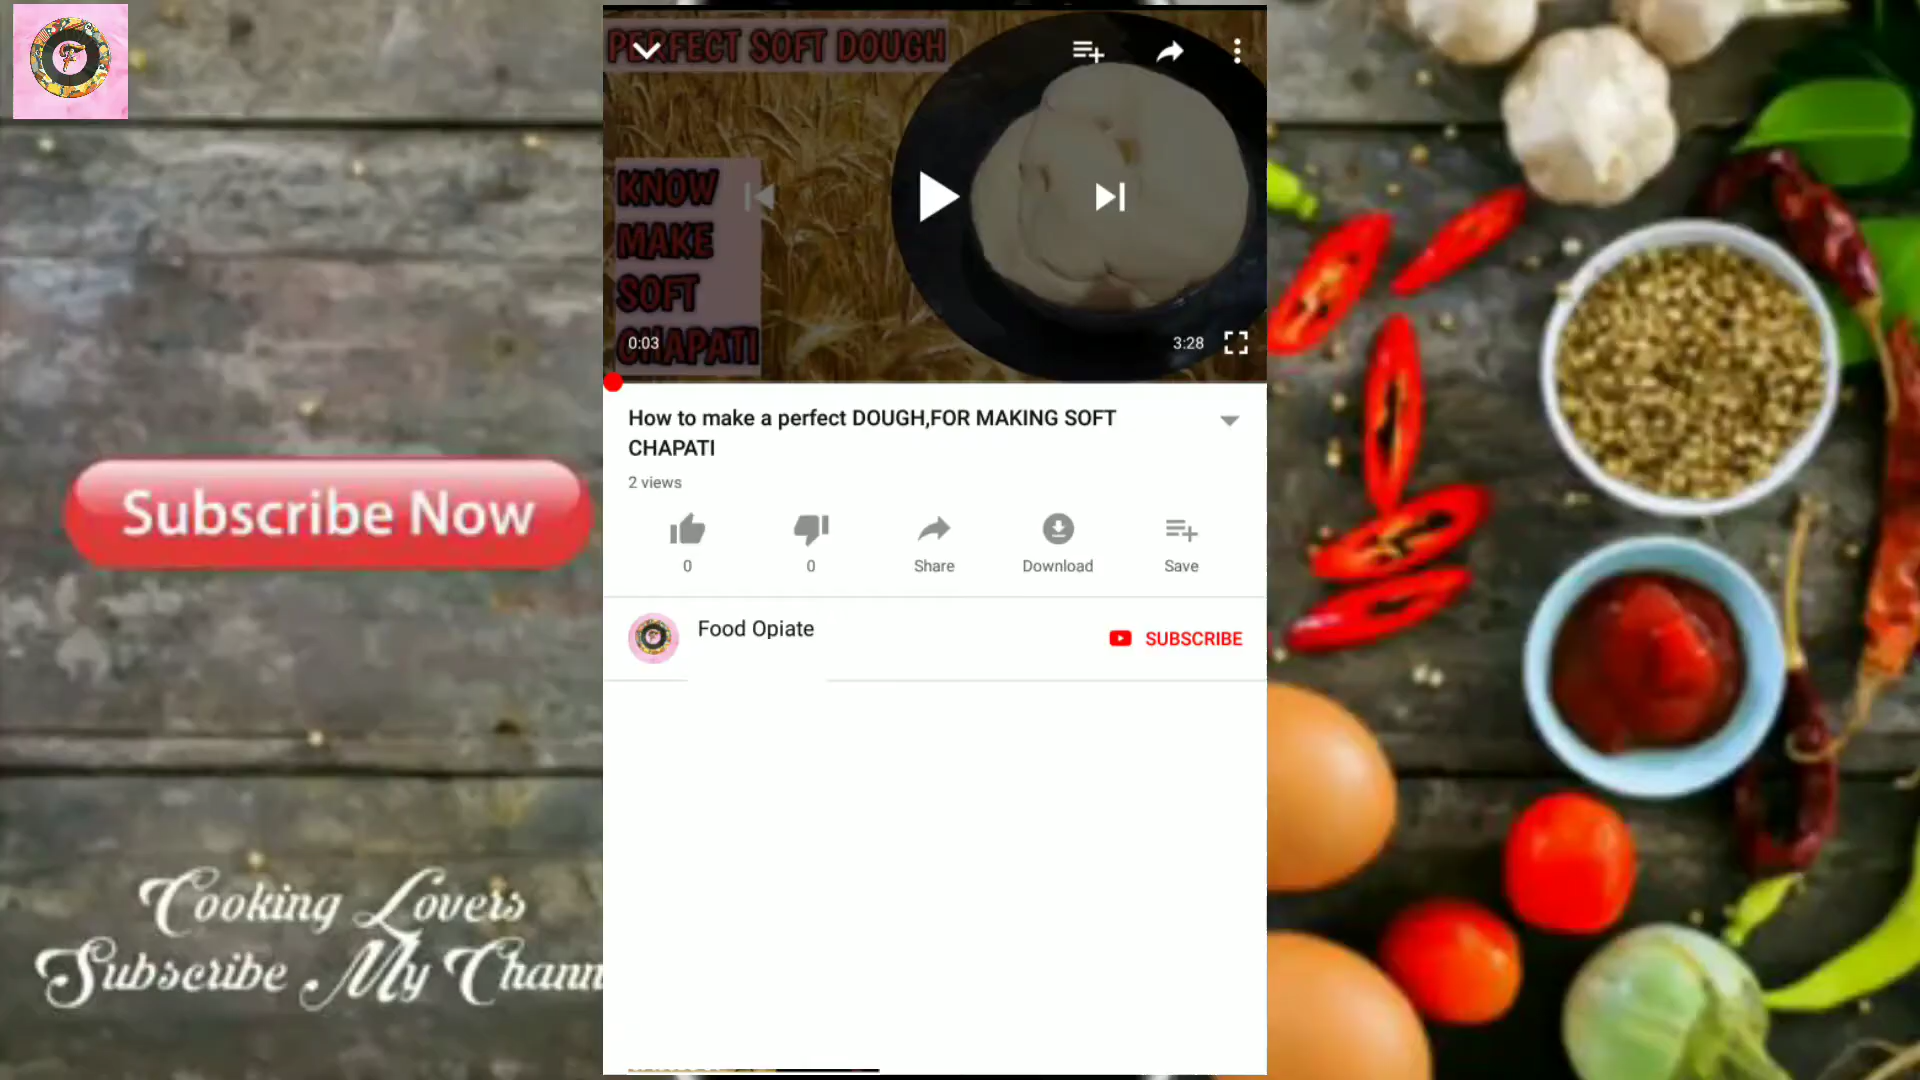 F
PERFECT SOFT DOUGH
KNOW
MAKE
SOFT
CHAPATI
0:03
3:28
How to make a perfect DOUGH,FOR MAKING SOFT
CHAPATI
2 views
0
0
Share
Download
Save
Food Opiate
SUBSCRIBE
Subscribe Now
Cooking Lovers
Subscribe My Chann